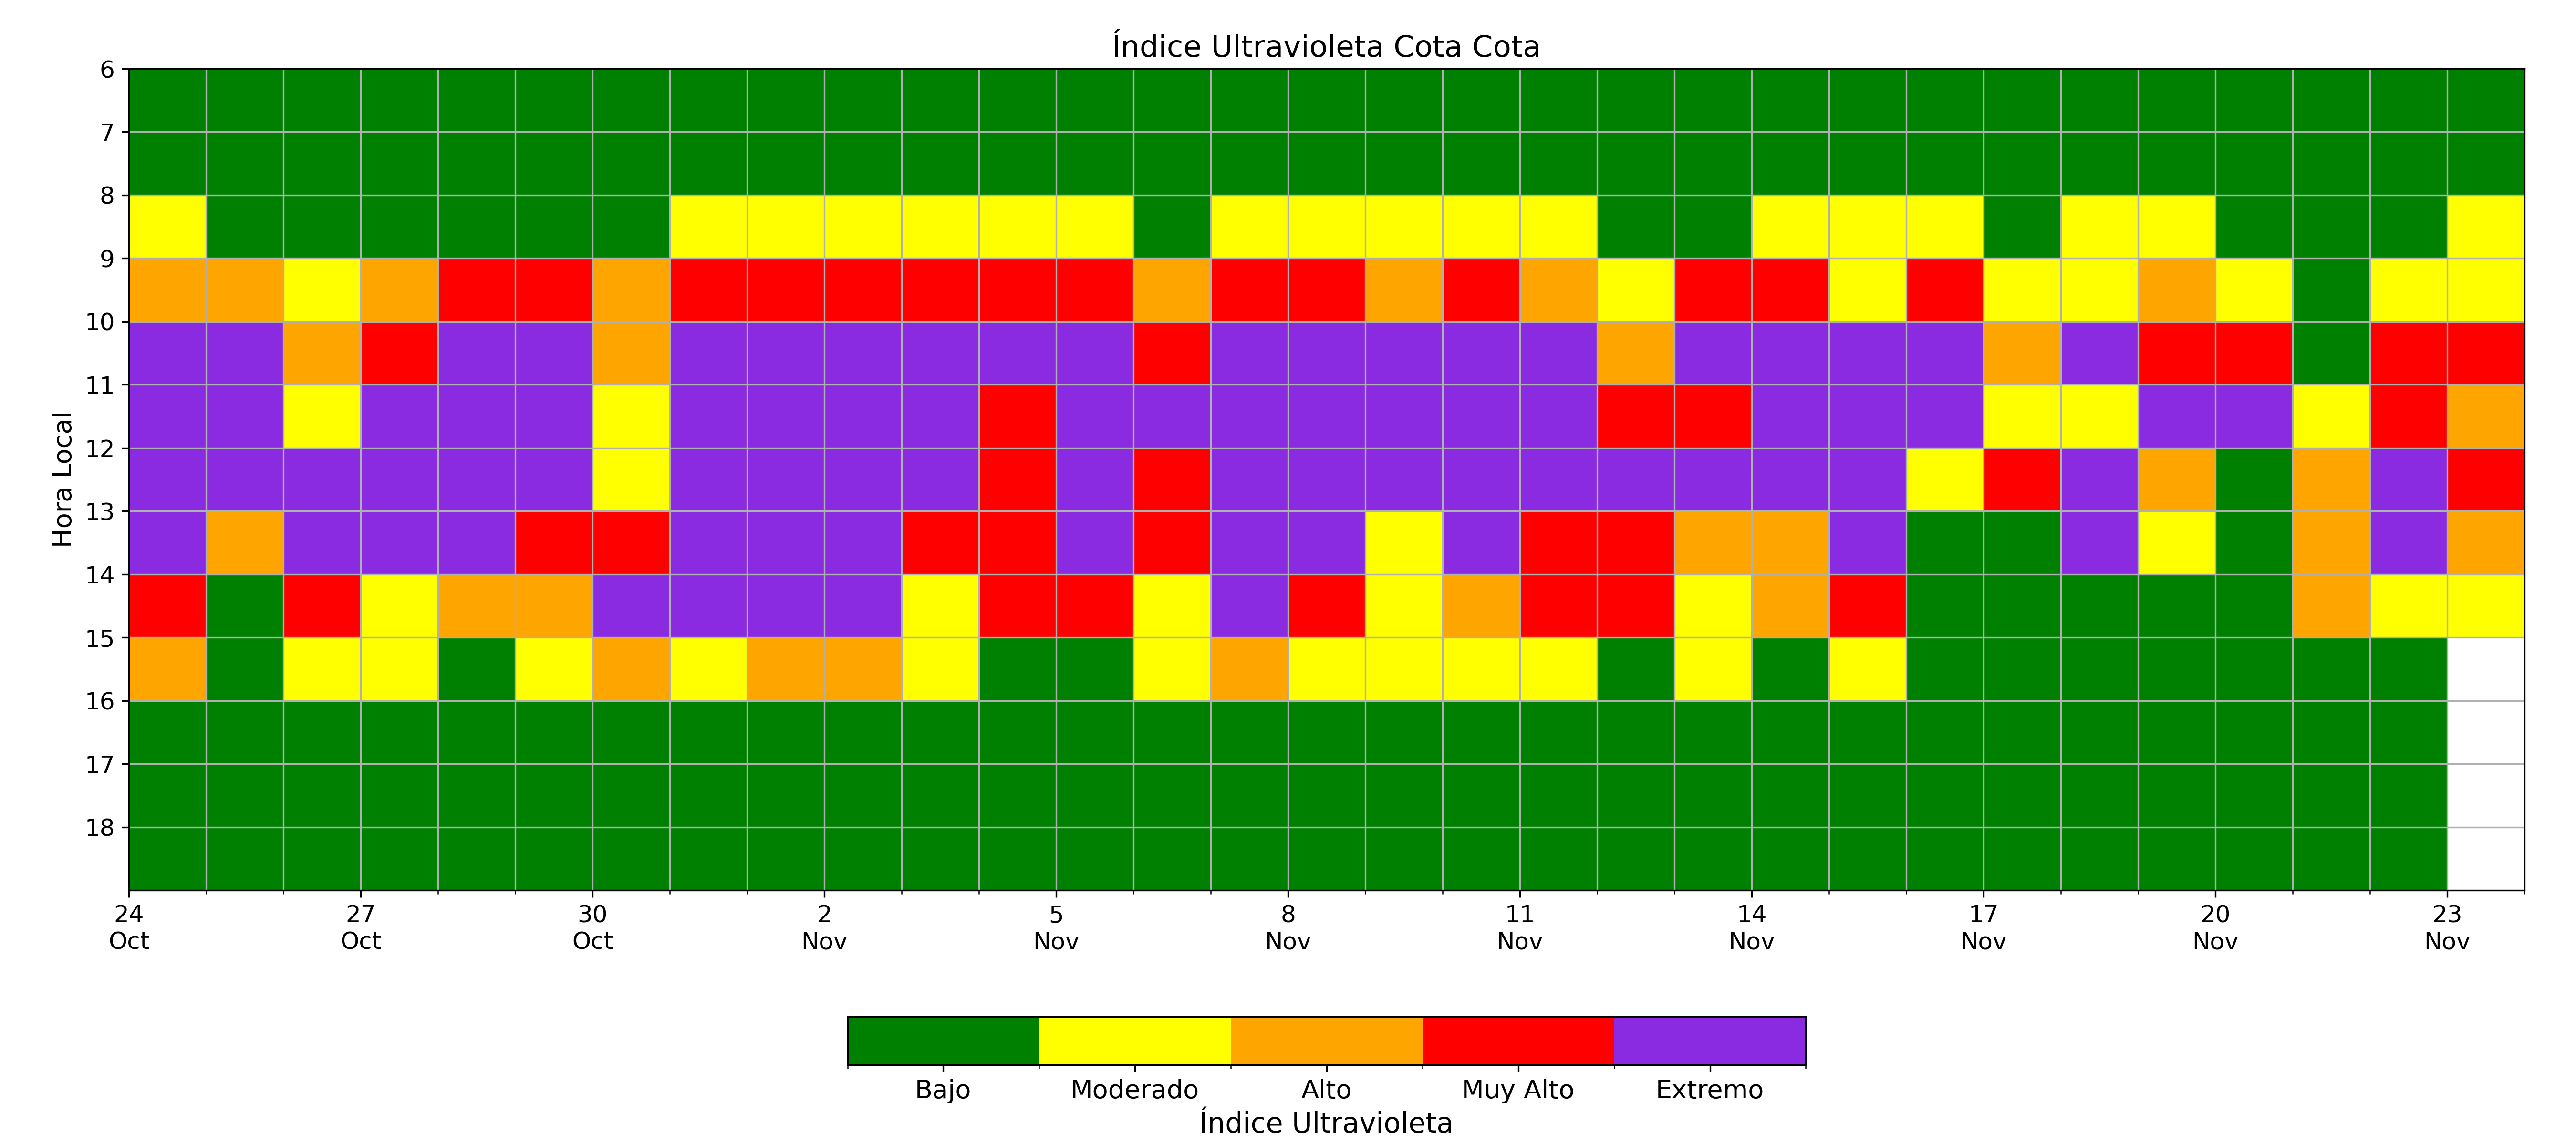 Índice Ultravioleta Cota Cota
6
7
8
9
10
11
12
13
14
15
16
17
18
Hora Local
24 27 30 2 5 8 11 14 17 20 23
Oct Oct Oct Nov Nov Nov Nov Nov Nov Nov Nov
Bajo Moderado Alto Muy Alto Extremo
Índice Ultravioleta